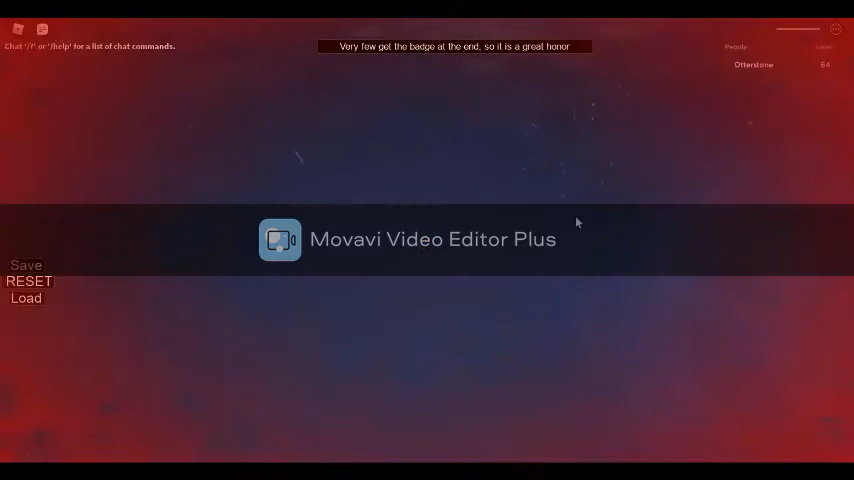 Chat '/?' or '/help' for a list of chat commands.
Very few get the badge at the end, so it is a great honor
People
Otterstone 64
Movavi Video Editor Plus
Save
RESET
Load